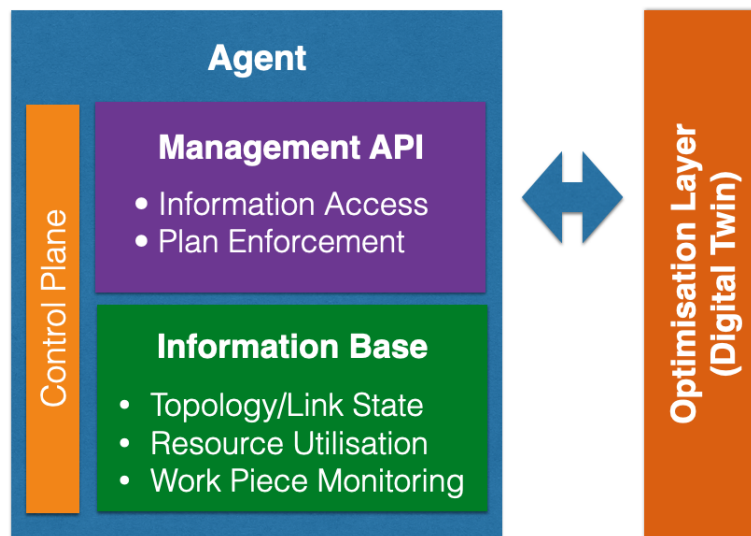 Agent
Control Plane
Management API
• Information Access
• Plan Enforcement
Information Base
• Topology/Link State
• Resource Utilisation
• Work Piece Monitoring
Optimisation Layer
(Digital Twin)